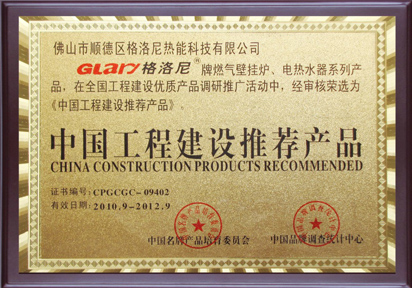 佛山市顺德区格洛尼热能科技有限公司
GLARY格洛尼®牌燃气壁挂炉、电热水器系列产
品，在全国工程建设优质产品调研推广活动中，经审核荣选为
《中国工程建设推荐产品》。
中国工程建设推荐产品
CHINA CONSTRUCTION PRODUCTS RECOMMENDED
证书编号：CPGCGC-09402
有效日期：2010.9-2012.9
中国名牌产品培育委员会 中国品牌调查统计中心